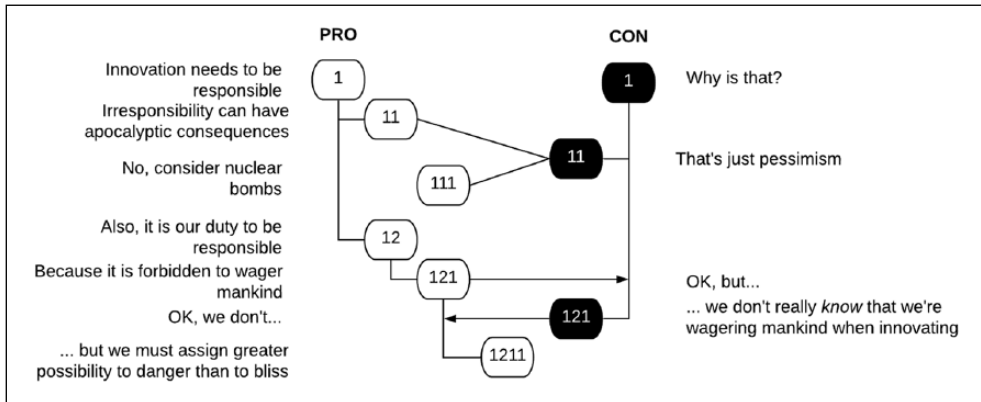 PRO
CON
Innovation needs to be
responsible
1
1
Why is that?
Irresponsibility can have
apocalyptic consequences
11
11
That's just pessimism
No, consider nuclear
bombs
111
Also, it is our duty to be
responsible
12
Because it is forbidden to wager
mankind
121
OK, but...
OK, we don't...
121
... we don't really know that we're
wagering mankind when innovating
... but we must assign greater
possibility to danger than to bliss
1211